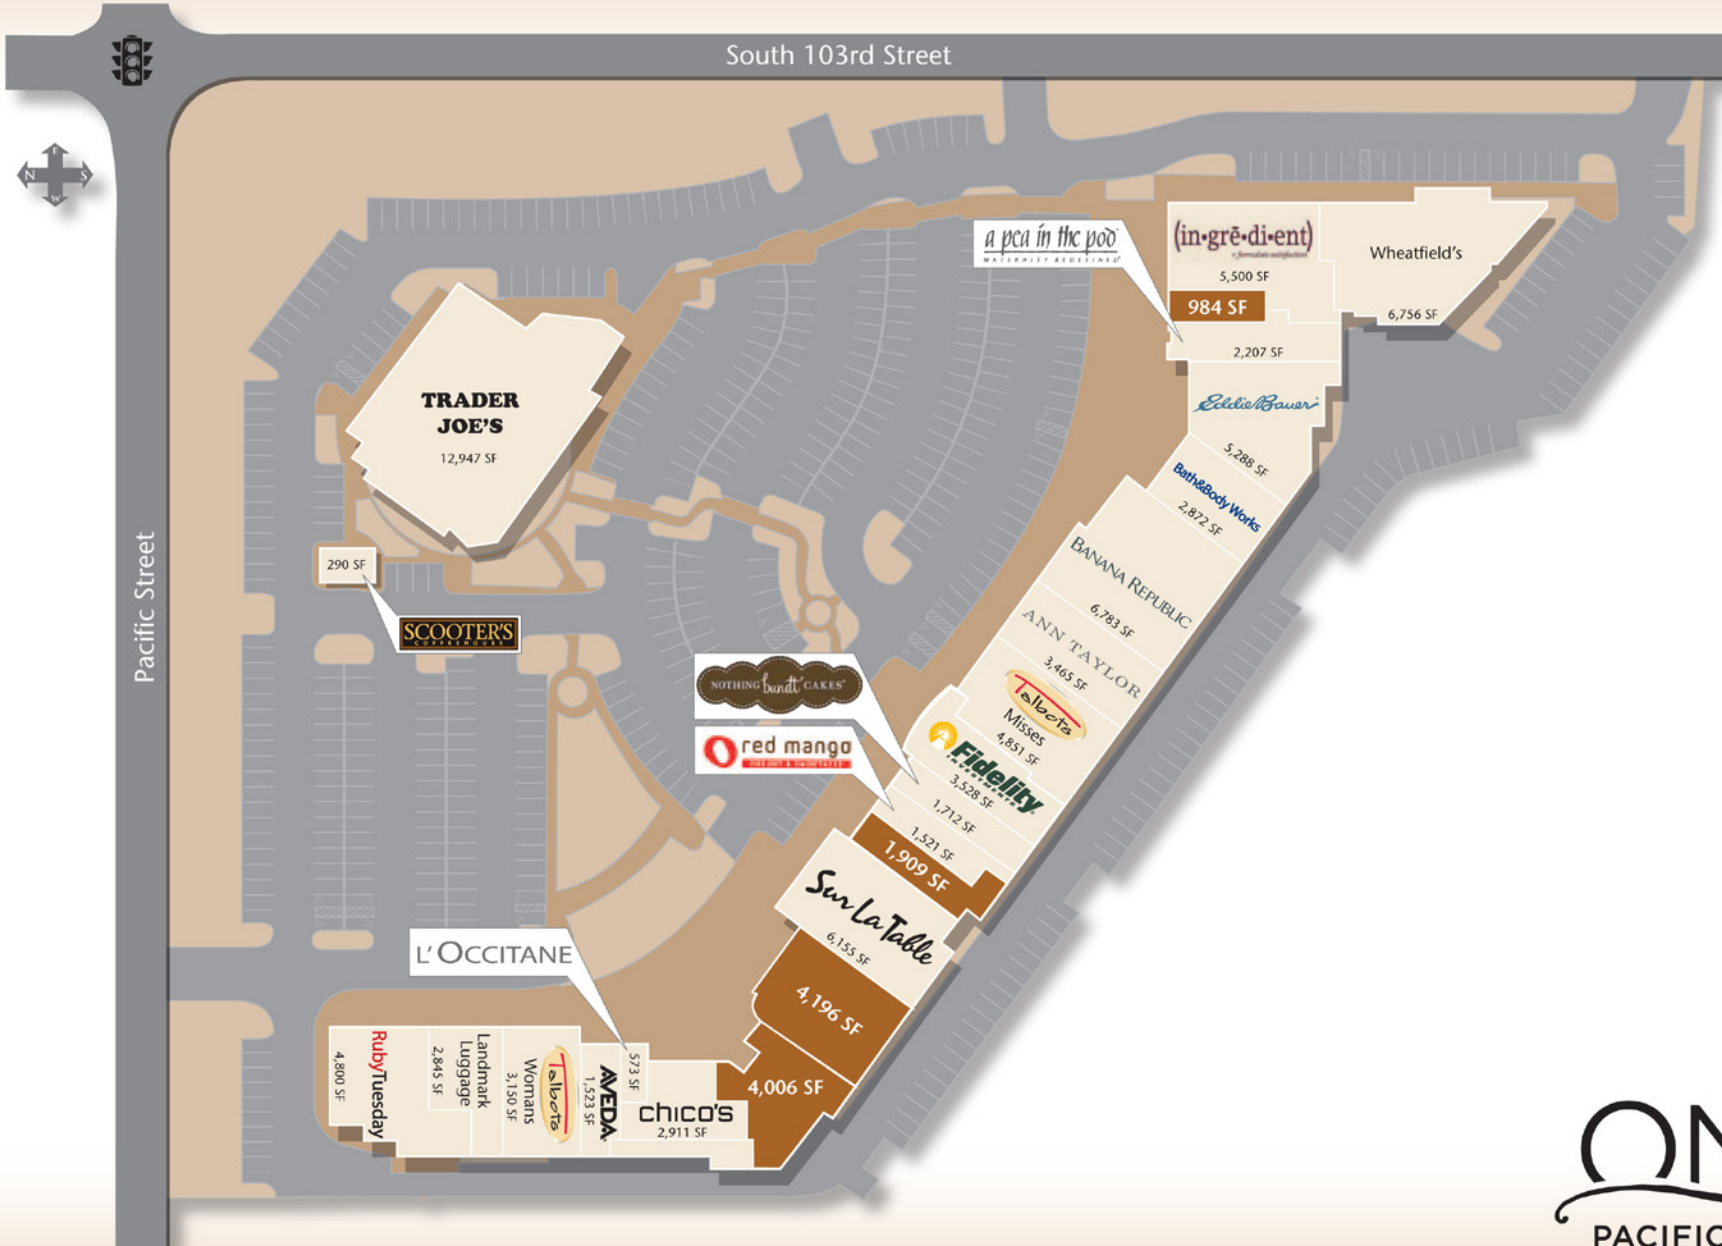 South 103rd Street
E
N S
W
Pacific Street
a pea in the pod
MATERNITY REDEFINED
(in•grē•di•ent)
5,500 SF
984 SF
2,207 SF
Wheatfield's
6,756 SF
Eddie Bauer
5,288 SF
Bath&Body Works
2,872 SF
BANANA REPUBLIC
6,783 SF
ANN TAYLOR
3,465 SF
Talbots
Misses
4,851 SF
Fidelity
INVESTMENTS
3,528 SF
1,712 SF
1,521 SF
1,909 SF
TRADER
JOE'S
12,947 SF
290 SF
SCOOTER'S
COFFEEHOUSE
NOTHING bundt CAKES
red mango
Sur La Table
6,155 SF
4,196 SF
4,006 SF
L'OCCITANE
573 SF
chico's
2,911 SF
AVEDA
1,523 SF
Talbots
Womans
3,150 SF
Landmark
Luggage
2,845 SF
RubyTuesday
4,800 SF
ON
PACIFIC